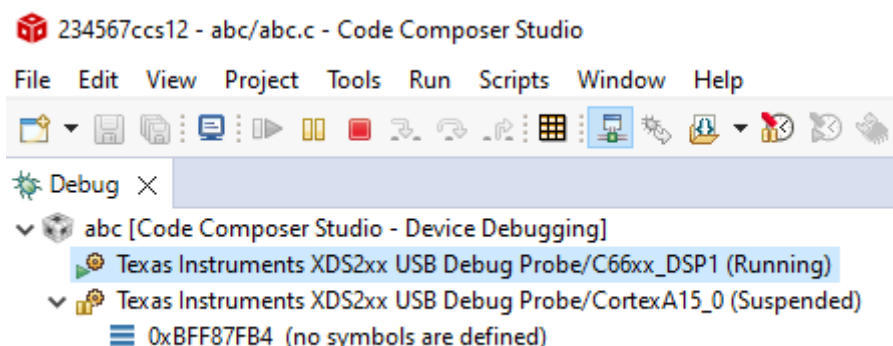 234567ccs12 - abc/abc.c - Code Composer Studio
File Edit View Project Tools Run Scripts Window Help
Debug
abc [Code Composer Studio - Device Debugging]
Texas Instruments XDS2xx USB Debug Probe/C66xx_DSP1 (Running)
Texas Instruments XDS2xx USB Debug Probe/CortexA15_0 (Suspended)
0xBFF87FB4 (no symbols are defined)